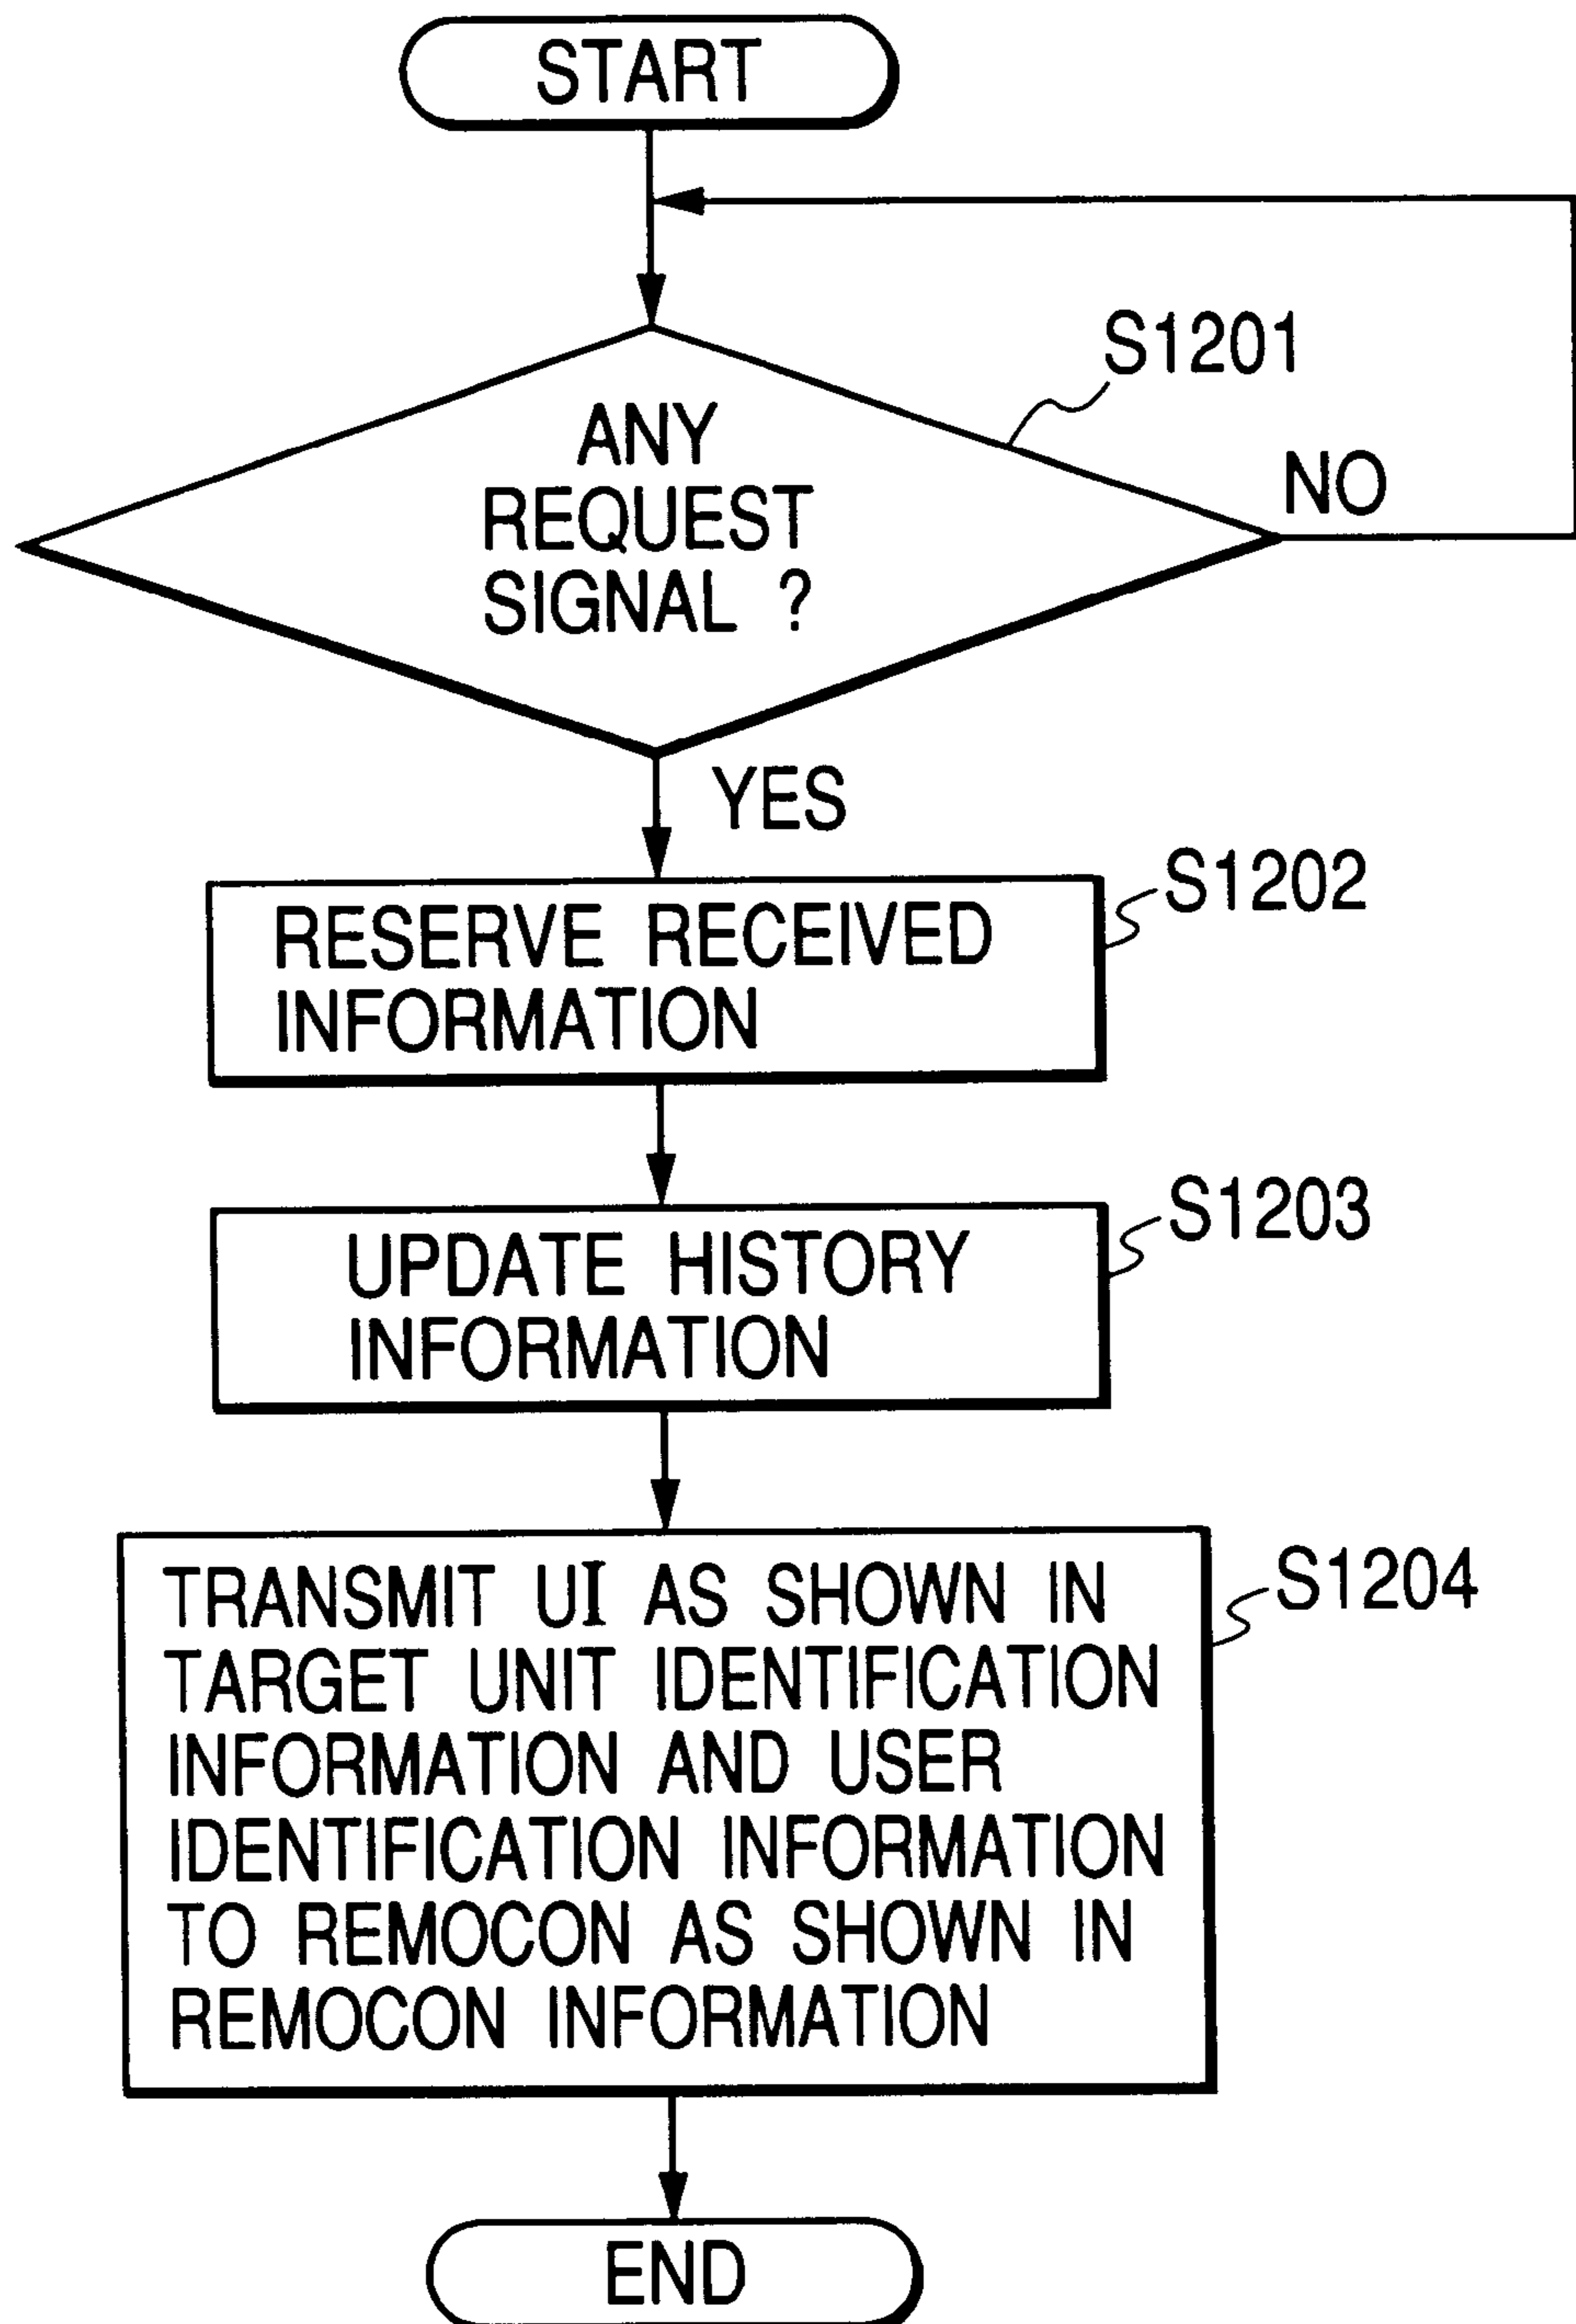 START
S1201
ANY
REQUEST
SIGNAL ?
NO
YES
S1202
RESERVE RECEIVED
INFORMATION
S1203
UPDATE HISTORY
INFORMATION
S1204
TRANSMIT UI AS SHOWN IN
TARGET UNIT IDENTIFICATION
INFORMATION AND USER
IDENTIFICATION INFORMATION
TO REMOCON AS SHOWN IN
REMOCON INFORMATION
END